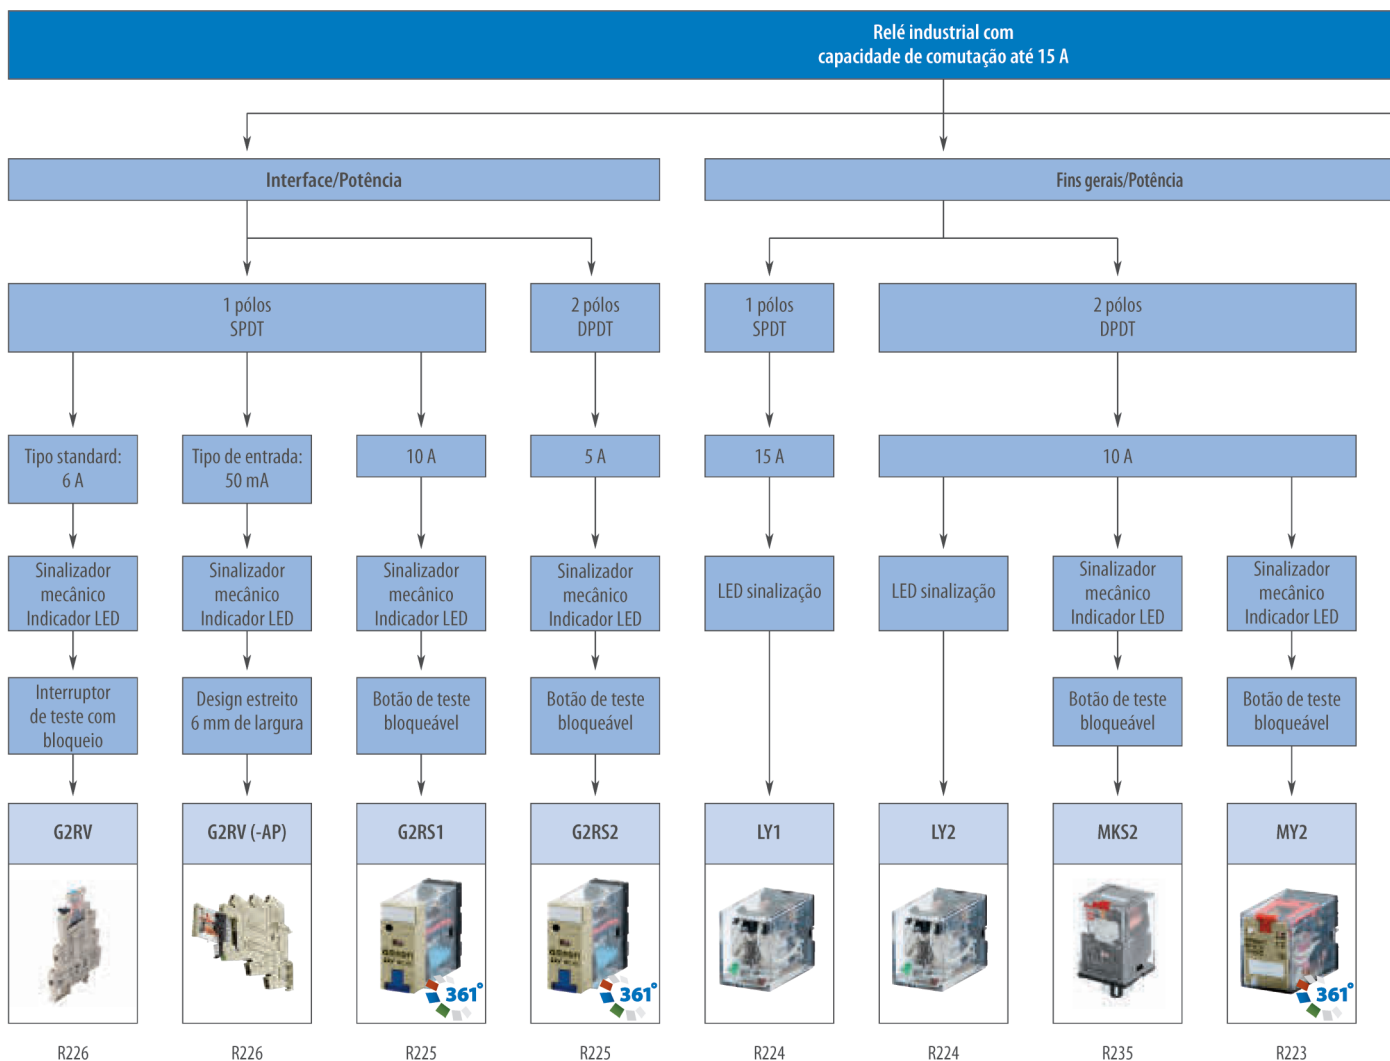 Relé industrial com
capacidade de comutação até 15 A
Interface/Potência
Fins gerais/Potência
1 pólos
SPDT
2 pólos
DPDT
1 pólos
SPDT
2 pólos
DPDT
Tipo standard:
6 A
Tipo de entrada:
50 mA
10 A
5 A
15 A
10 A
Sinalizador
mecânico
Indicador LED
Sinalizador
mecânico
Indicador LED
Sinalizador
mecânico
Indicador LED
Sinalizador
mecânico
Indicador LED
LED sinalização
LED sinalização
Sinalizador
mecânico
Indicador LED
Sinalizador
mecânico
Indicador LED
Interruptor
de teste com
bloqueio
Design estreito
6 mm de largura
Botão de teste
bloqueável
Botão de teste
bloqueável
Botão de teste
bloqueável
Botão de teste
bloqueável
G2RV
G2RV (-AP)
G2RS1
G2RS2
LY1
LY2
MKS2
MY2
omron
omron
361°
361°
361°
R226
R226
R225
R225
R224
R224
R235
R223